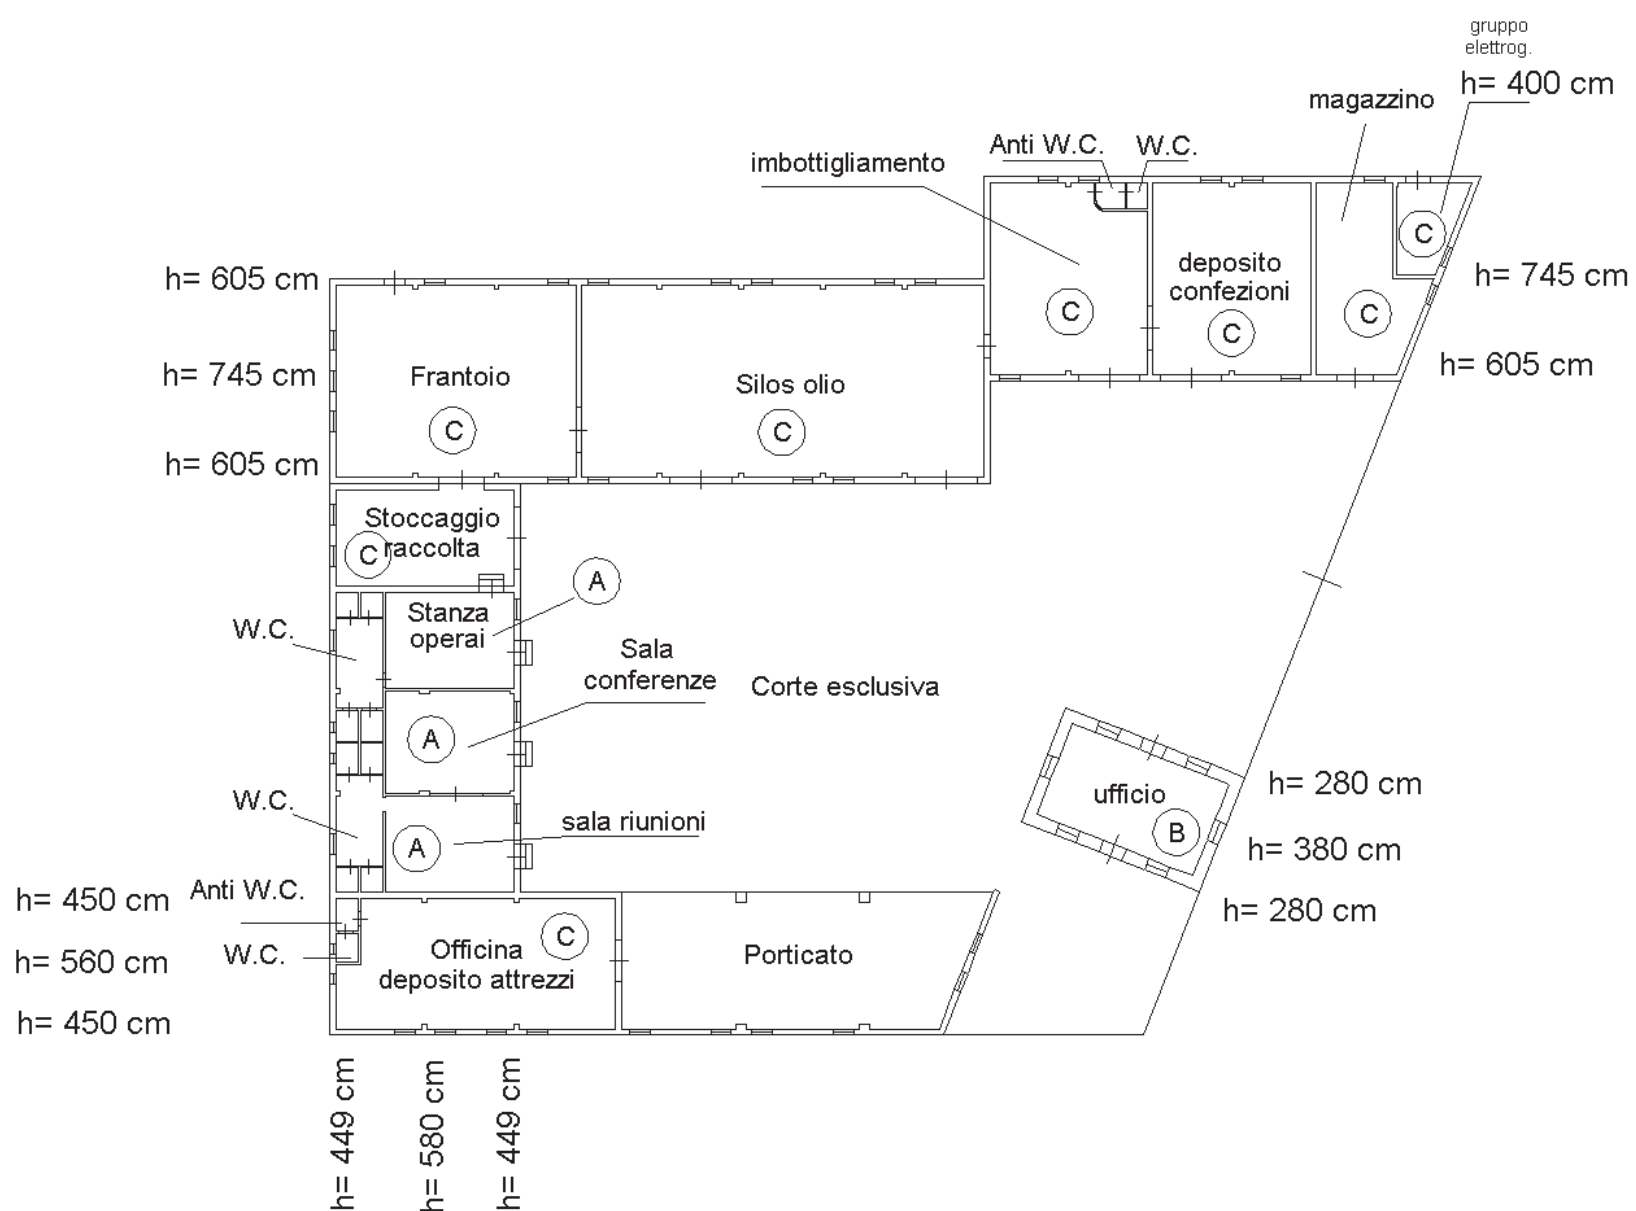 gruppo
elettrog.
h= 400 cm
magazzino
Anti W.C.
W.C.
imbottigliamento
C
deposito
confezioni
h= 605 cm
h= 745 cm
C
C
C
h= 745 cm
Frantoio
Silos olio
h= 605 cm
C
C
h= 605 cm
Stoccaggio
raccolta
C
A
Stanza
operai
W.C.
Sala
conferenze
Corte esclusiva
A
ufficio
h= 280 cm
W.C.
sala riunioni
B
A
h= 380 cm
Anti W.C.
h= 450 cm
h= 280 cm
C
Officina
deposito attrezzi
Porticato
W.C.
h= 560 cm
h= 450 cm
h= 449 cm
h= 580 cm
h= 449 cm